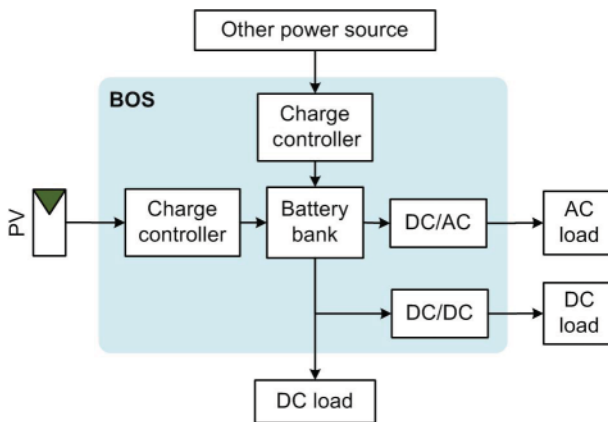 Other power source
BOS
Charge
controller
PV
Charge
controller
Battery
bank
DC/AC
AC
load
DC/DC
DC
load
DC load